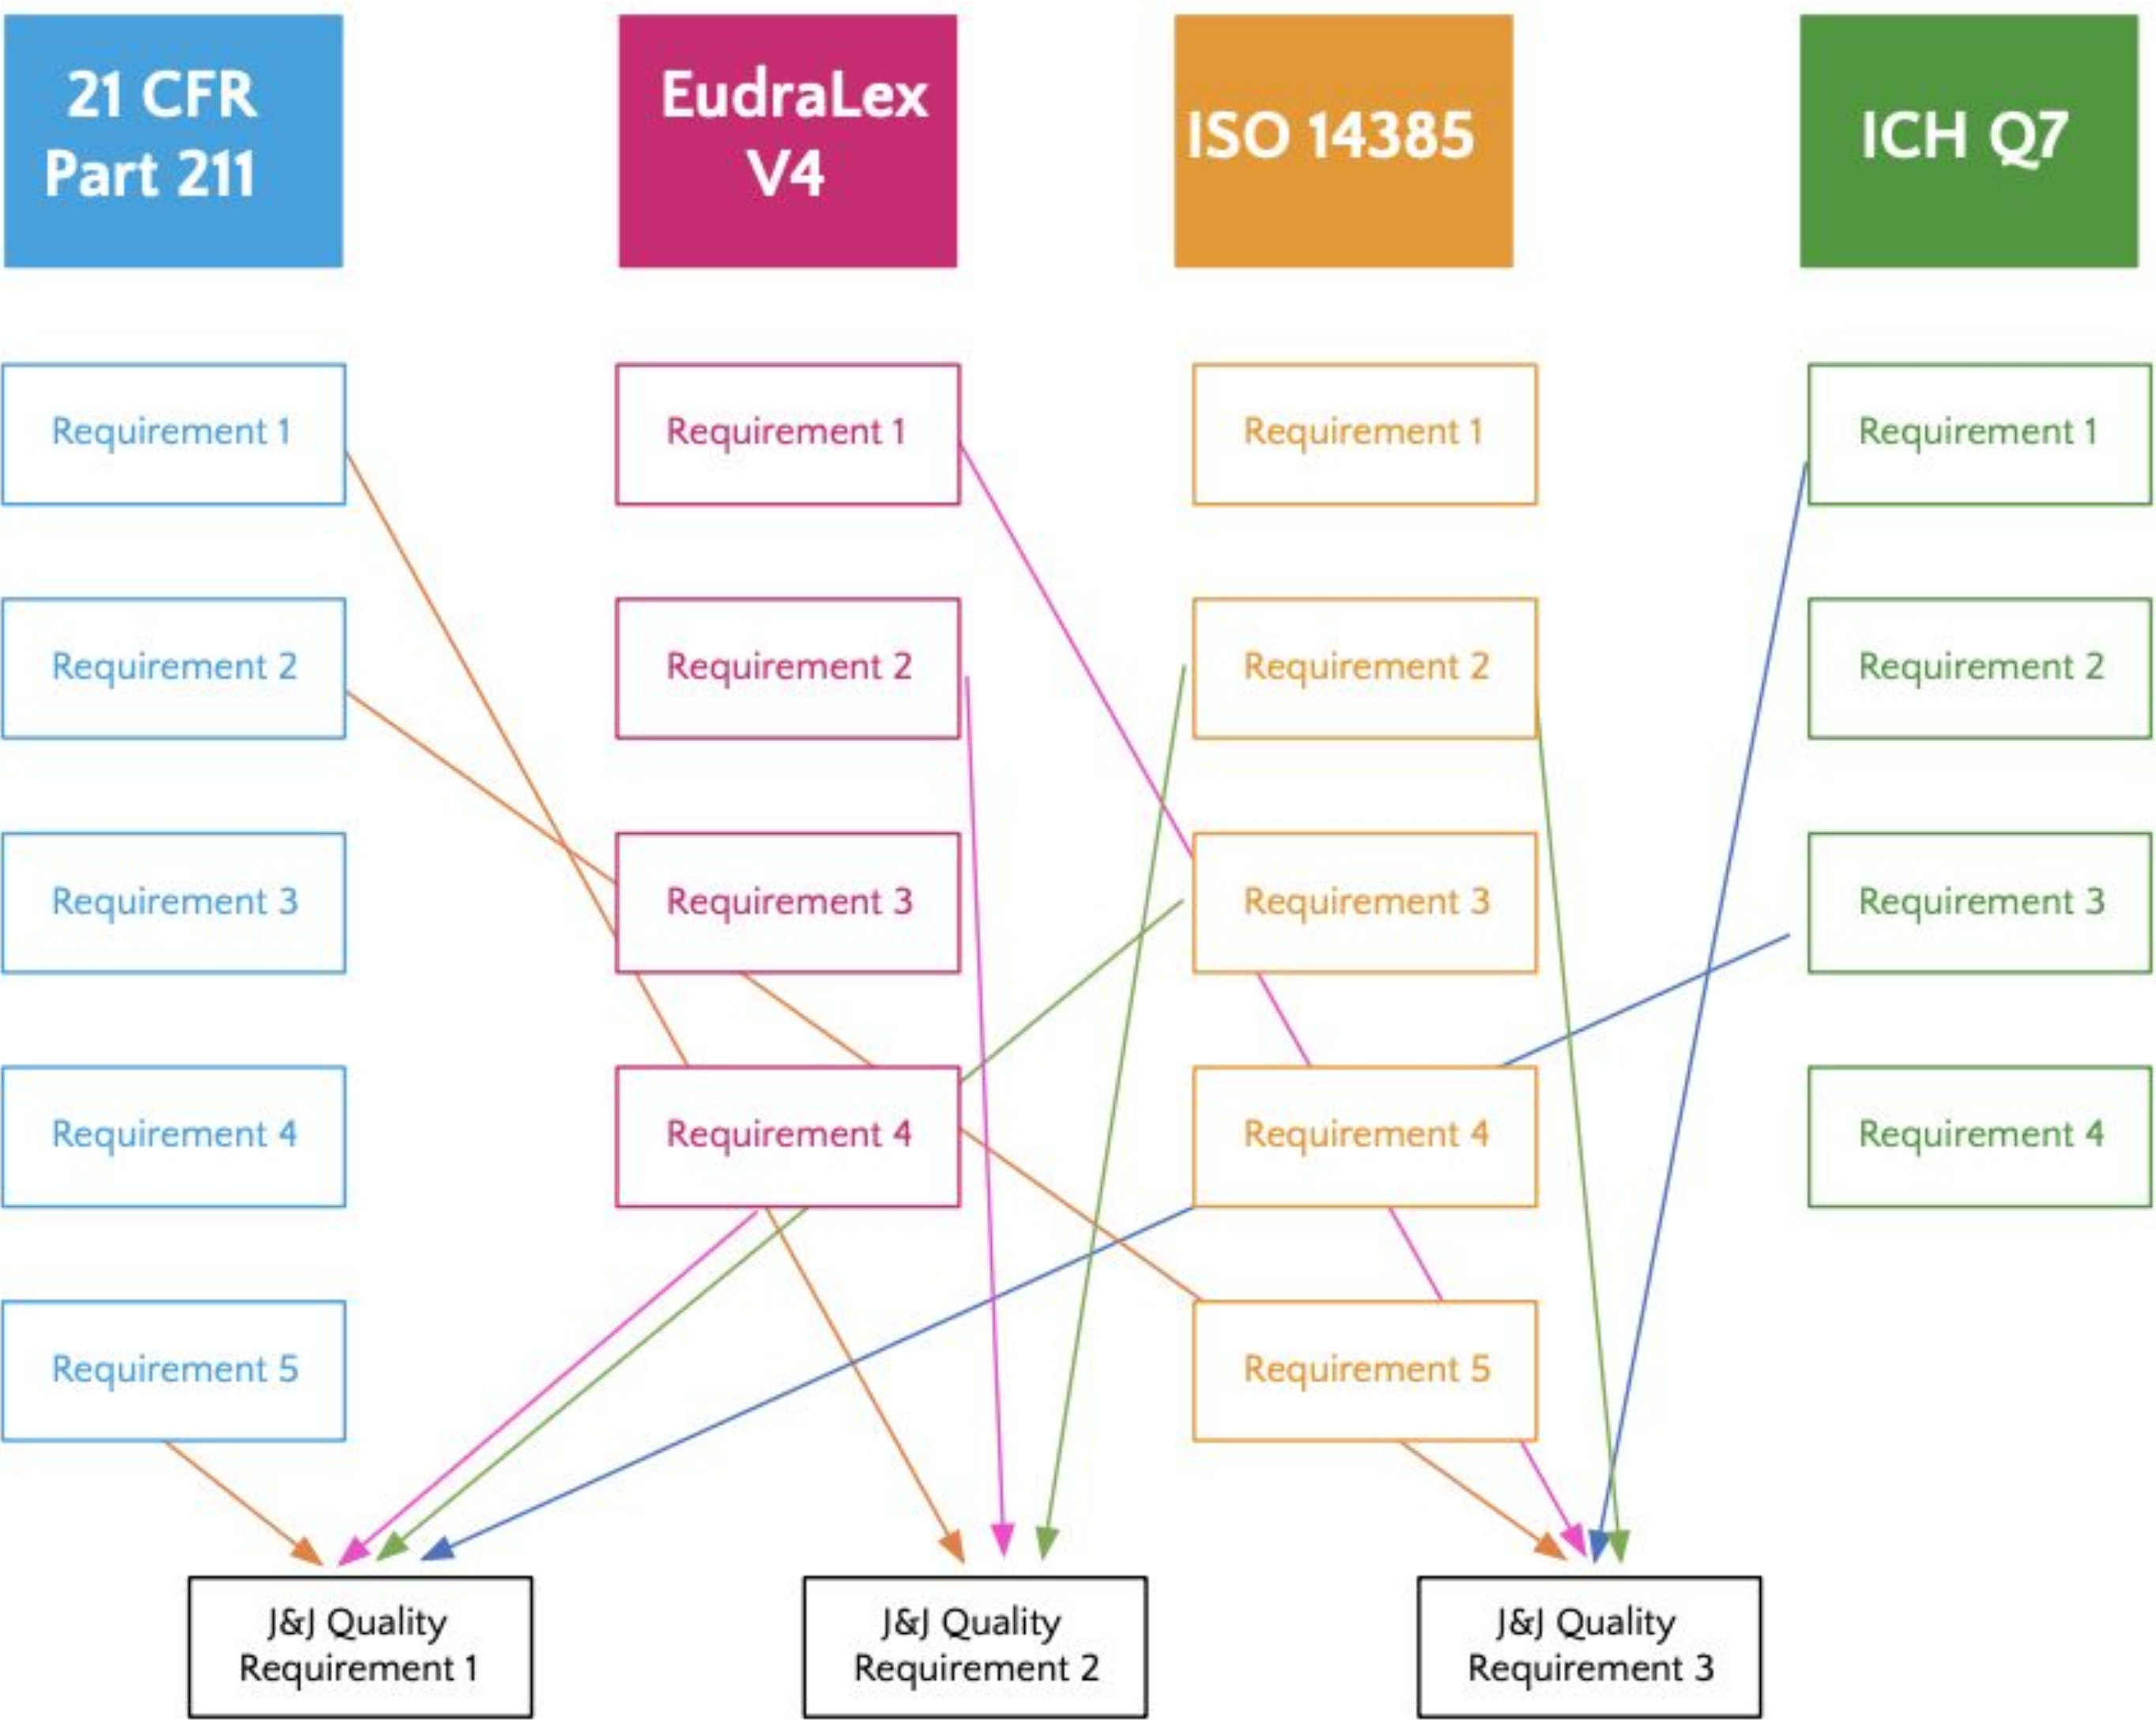 21 CFR
Part 211
EudraLex
V4
ISO 14385
ICH Q7
Requirement 1
Requirement 1
Requirement 1
Requirement 1
Requirement 2
Requirement 2
Requirement 2
Requirement 2
Requirement 3
Requirement 3
Requirement 3
Requirement 3
Requirement 4
Requirement 4
Requirement 4
Requirement 4
Requirement 5
Requirement 5
J&J Quality
Requirement 1
J&J Quality
Requirement 2
J&J Quality
Requirement 3